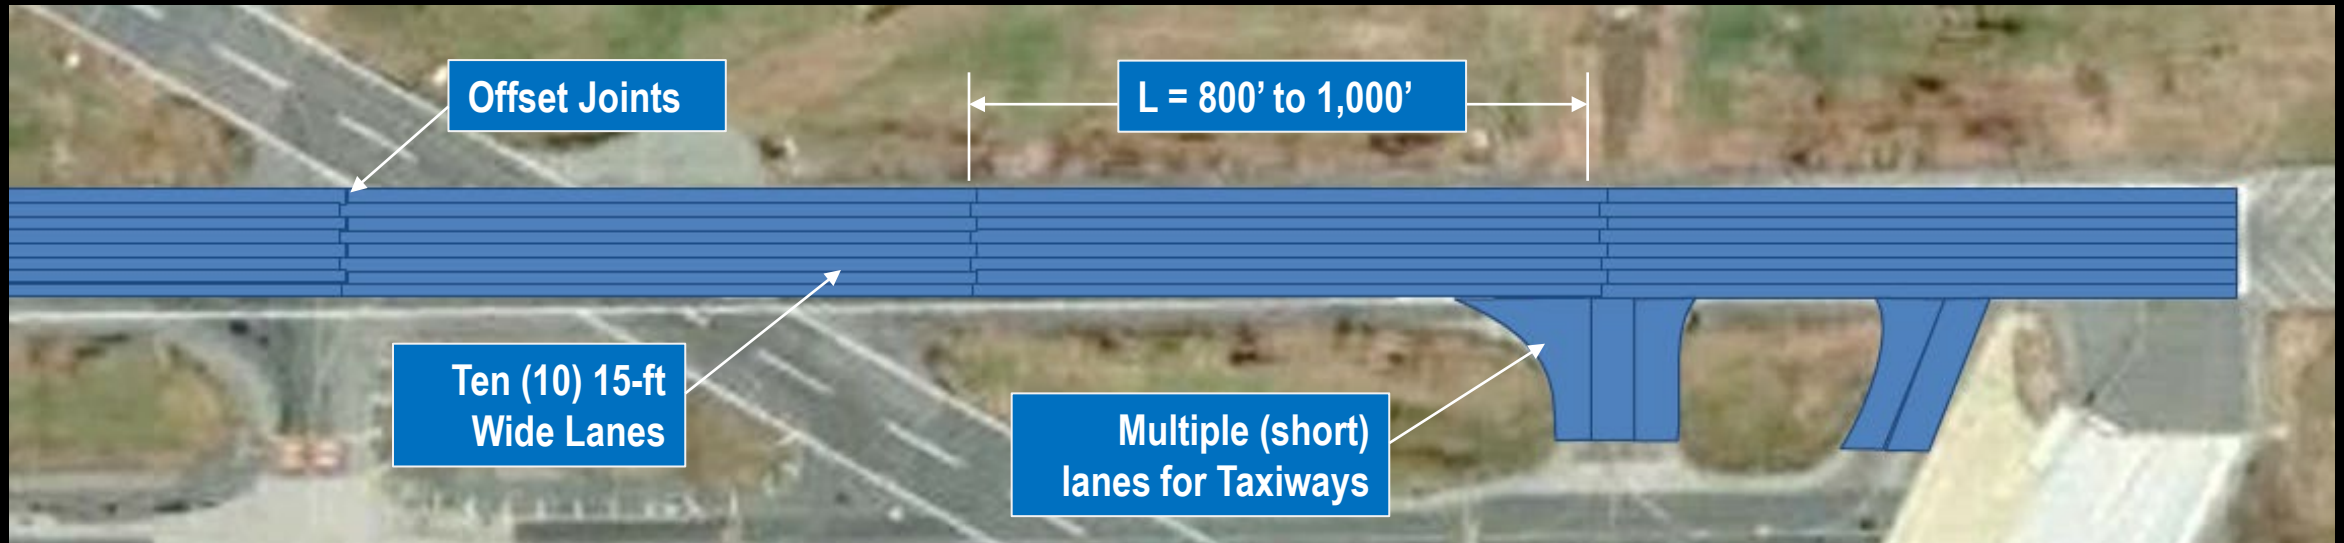 Offset Joints
L = 800’ to 1,000’
Ten (10) 15-ft
Wide Lanes
Multiple (short)
lanes for Taxiways